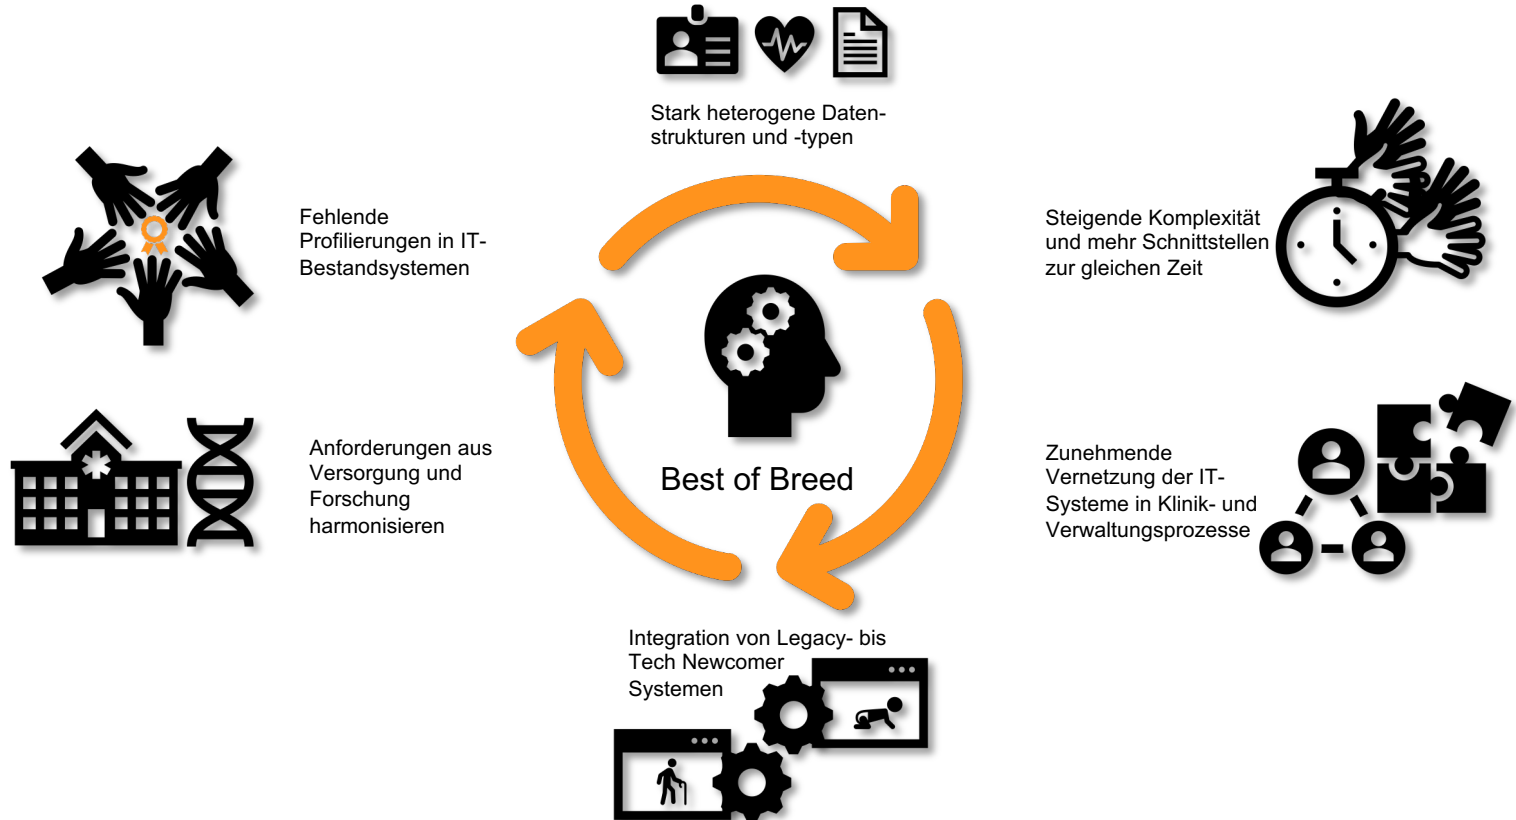 Stark heterogene Daten-
strukturen und -typen
Steigende Komplexität
und mehr Schnittstellen
zur gleichen Zeit
Zunehmende
Vernetzung der IT-
Systeme in Klinik- und
Verwaltungsprozesse
Integration von Legacy- bis
Tech Newcomer
Systemen
Anforderungen aus
Versorgung und
Forschung
harmonisieren
Fehlende
Profilierungen in IT-
Bestandsystemen
Best of Breed